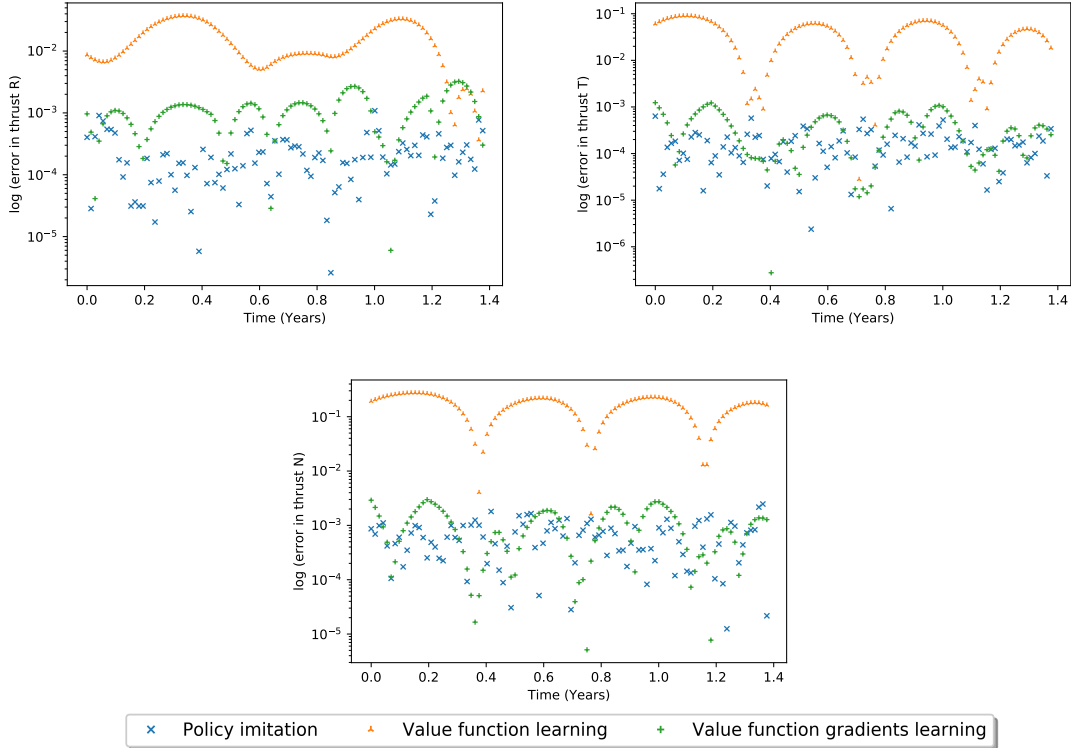 10⁻²
10⁻³
10⁻⁴
10⁻⁵
log (error in thrust R)
0.0 0.2 0.4 0.6 0.8 1.0 1.2 1.4
Time (Years)
10⁻¹
10⁻²
10⁻³
10⁻⁴
10⁻⁵
10⁻⁶
log (error in thrust T)
0.0 0.2 0.4 0.6 0.8 1.0 1.2 1.4
Time (Years)
10⁻¹
10⁻²
10⁻³
10⁻⁴
10⁻⁵
log (error in thrust N)
0.0 0.2 0.4 0.6 0.8 1.0 1.2 1.4
Time (Years)
Policy imitation Value function learning Value function gradients learning